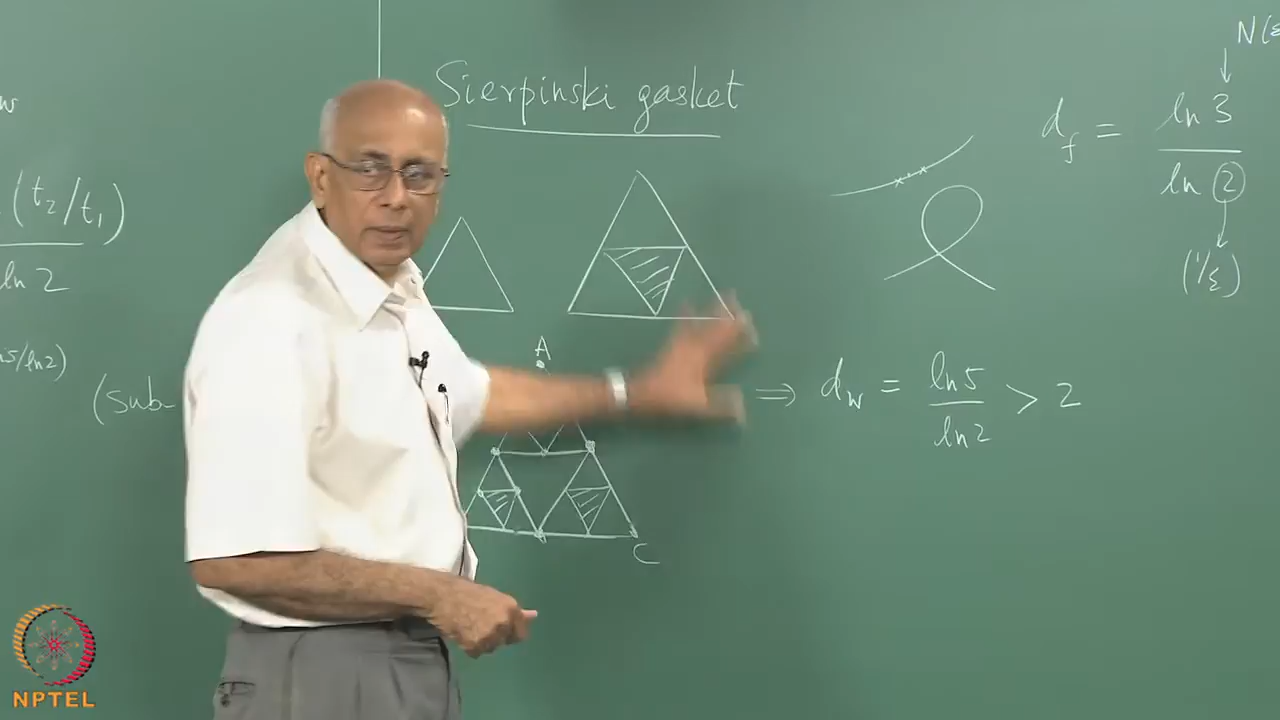 Sierpinski gasket
N(ε
d_f = ln 3 / ln 2
(1/ε)
w
(t₂/t₁)
ln 2
5/ln2)
(Sub-
A
⇒ d_w = ln 5 / ln 2 > 2
C
NPTEL